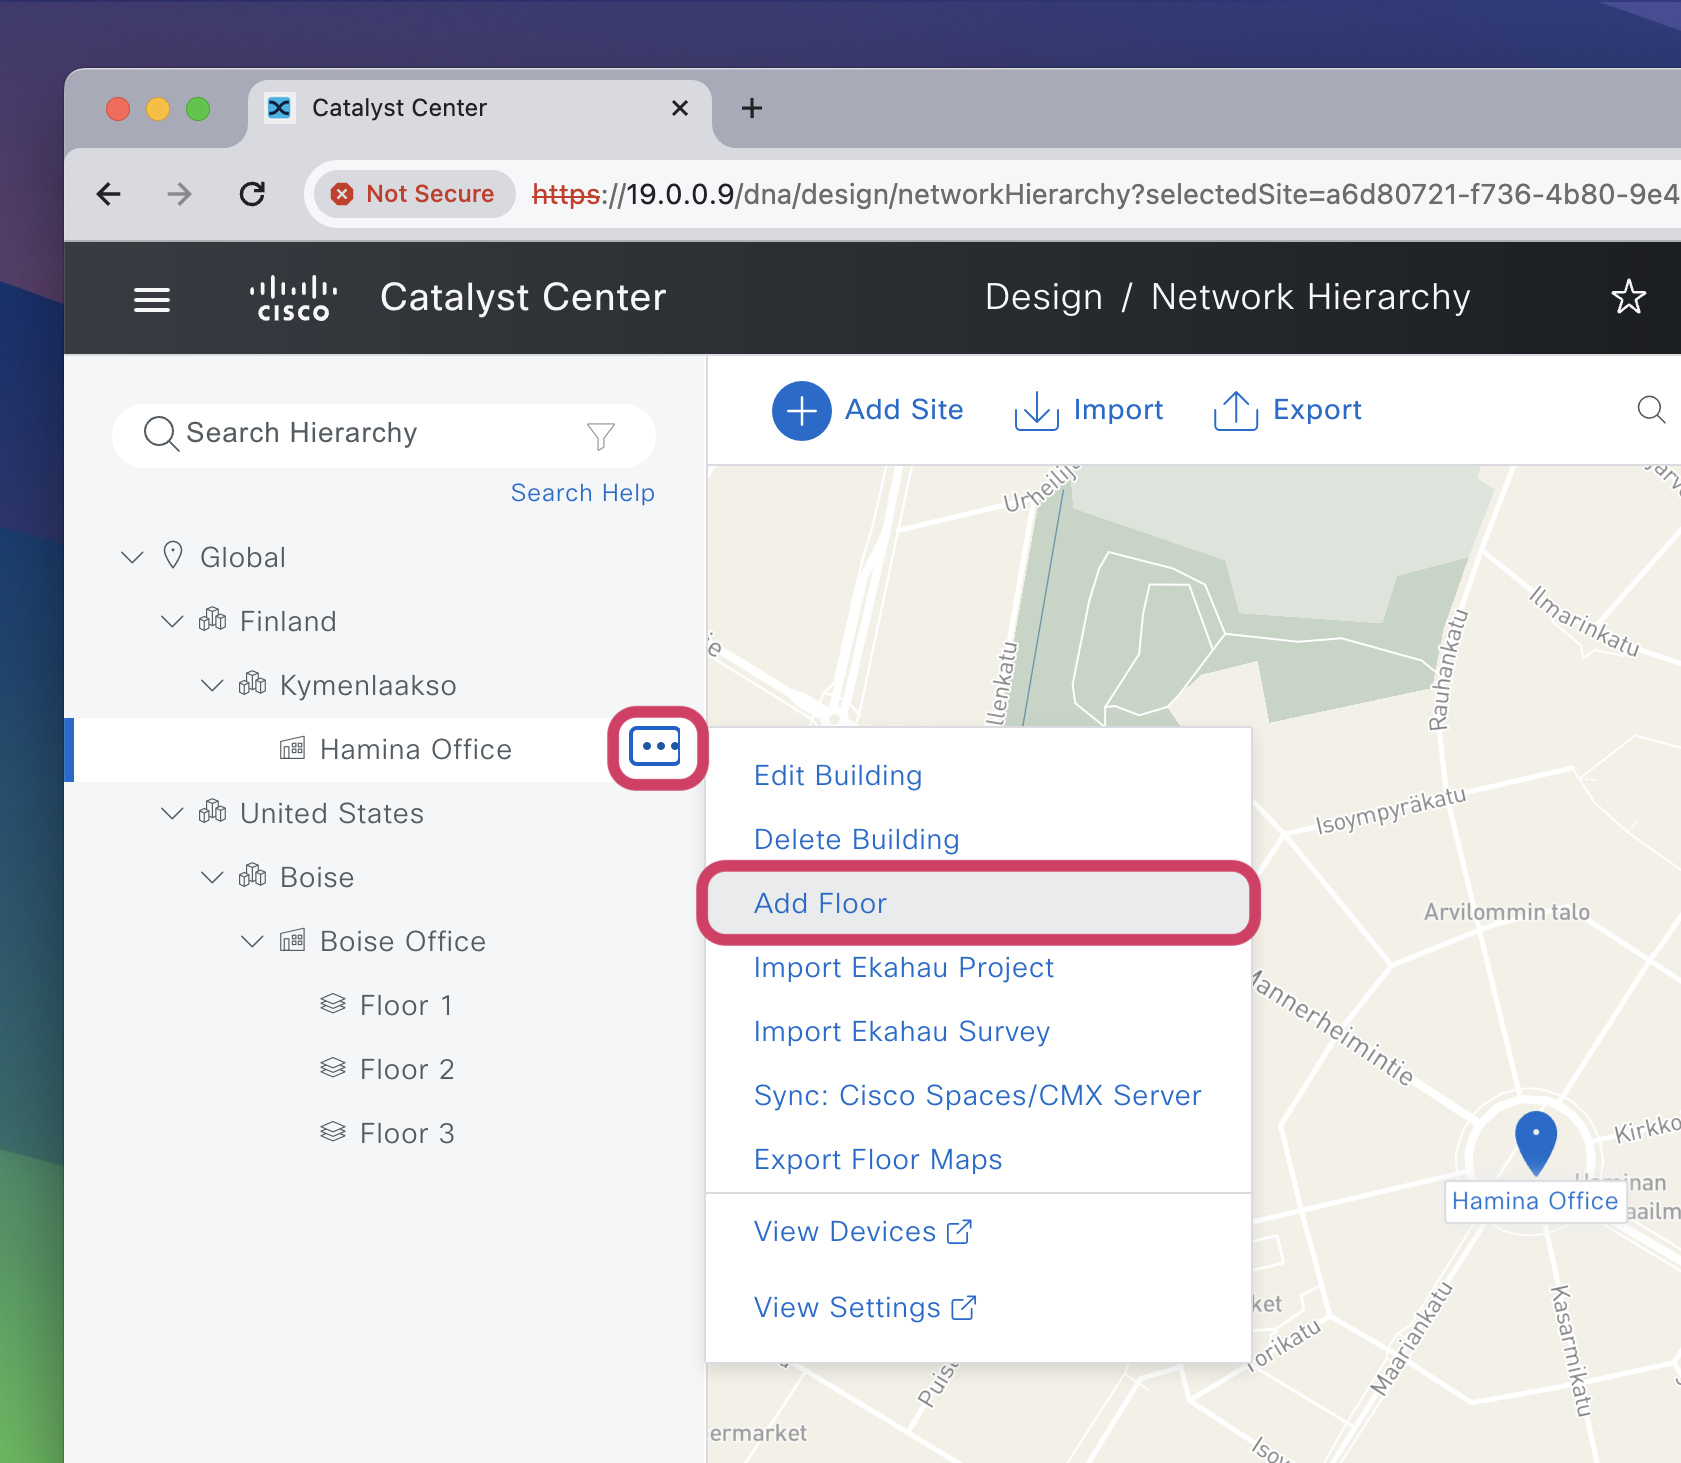 Catalyst Center
Not Secure
https://19.0.0.9/dna/design/networkHierarchy?selectedSite=a6d80721-f736-4b80-9e4
CISCO
Catalyst Center
Design / Network Hierarchy
Add Site
Import
Export
Search Hierarchy
Search Help
Global
Finland
Kymenlaakso
Hamina Office
United States
Boise
Boise Office
Floor 1
Floor 2
Floor 3
Edit Building
Delete Building
Add Floor
Import Ekahau Project
Import Ekahau Survey
Sync: Cisco Spaces/CMX Server
Export Floor Maps
View Devices
View Settings
Ilmarinkatu
Rauhankatu
llenkatu
Isoympyräkatu
Arvilommin talo
Mannerheimintie
Kirkko
Hamina Office
Maariankatu
Kasarmikatu
Torikatu
Puis
ermarket
Isoy